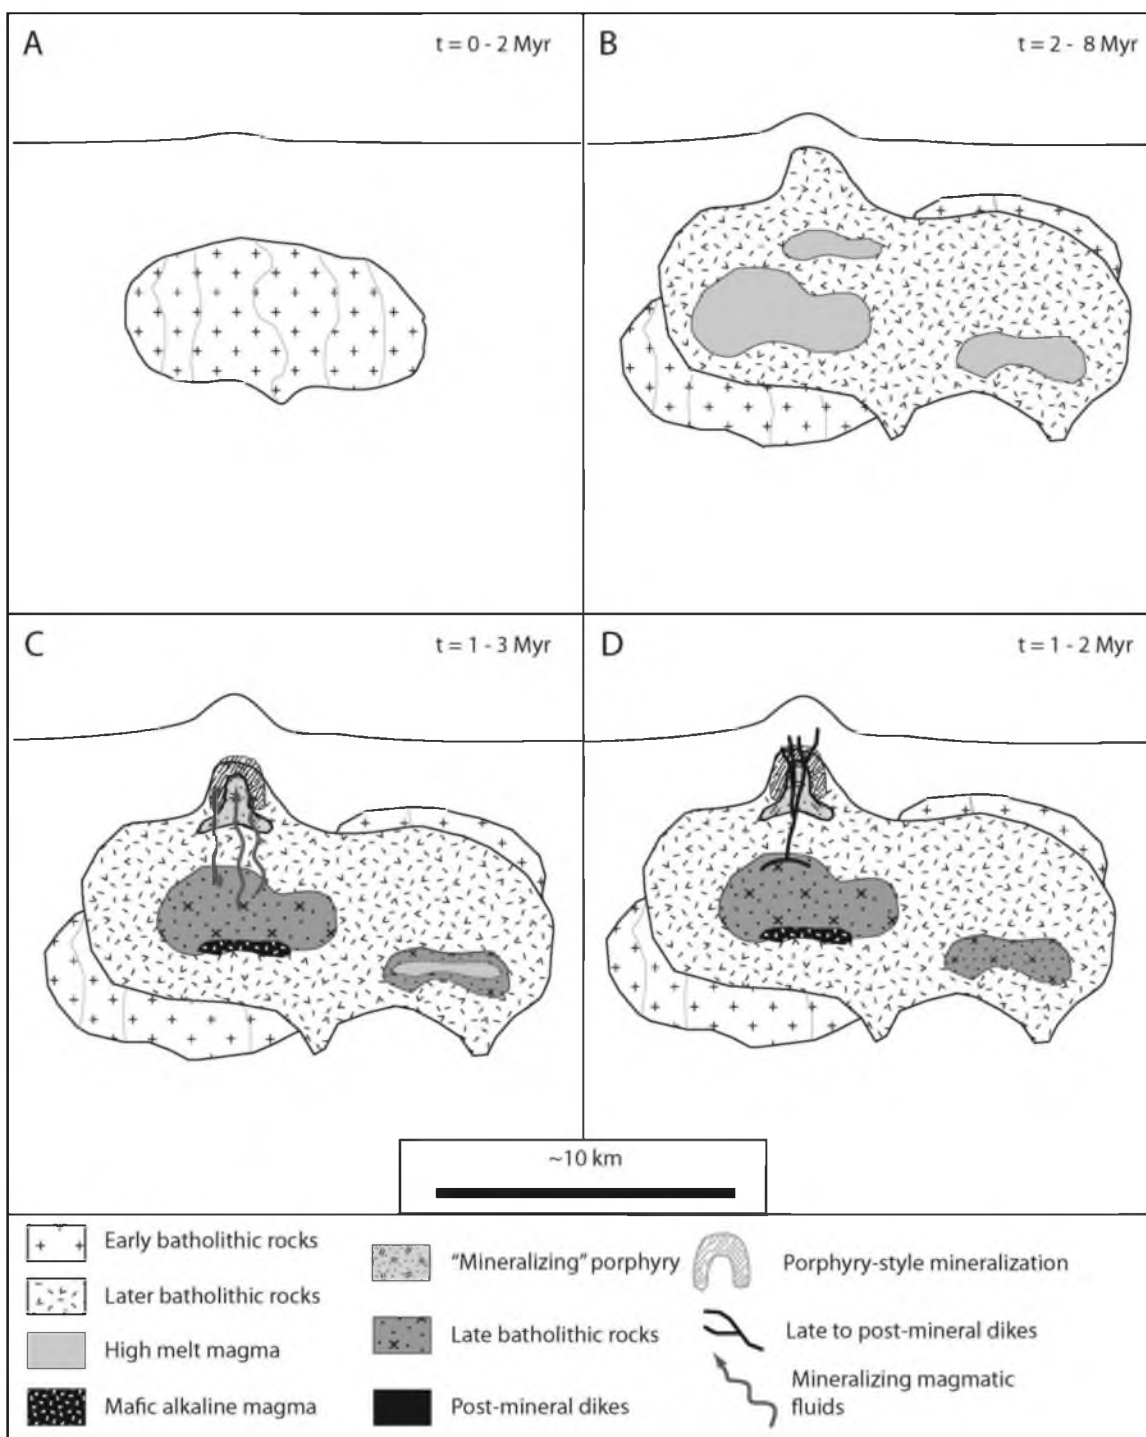 A
t = 0 - 2 Myr
B
t = 2 - 8 Myr
C
t = 1 - 3 Myr
D
t = 1 - 2 Myr
~10 km
Early batholithic rocks
Later batholithic rocks
High melt magma
Mafic alkaline magma
"Mineralizing" porphyry
Late batholithic rocks
Post-mineral dikes
Porphyry-style mineralization
Late to post-mineral dikes
Mineralizing magmatic
fluids